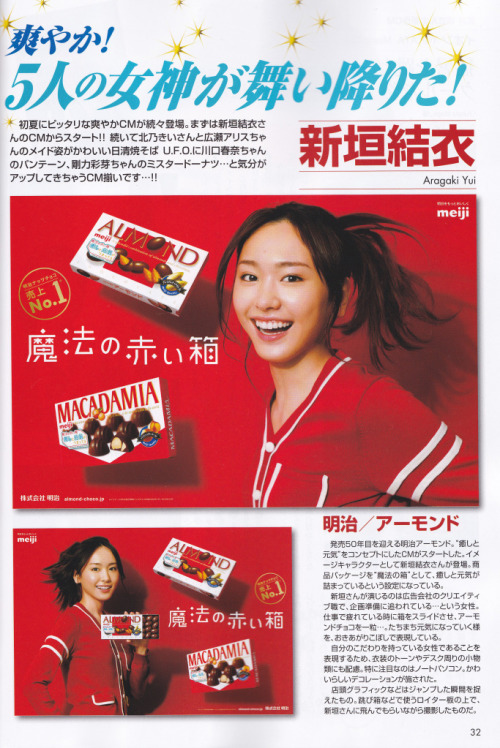 爽やか!
5人の女神が舞い降りた!
初夏にピッタリな爽やかCMが続々登場。まずは新垣結衣さ
んのCMからスタート!! 続いて北乃きいさんと広瀬アリスちゃ
んのメイド姿がかわいい日清焼そば U.F.O.に川口春奈ちゃん
のパンテーン、剛力彩芽ちゃんのミスタードーナツ…と気分が
アップしてきちゃうCM揃いです…!!
新垣結衣
Aragaki Yui
meiji
ALMOND
meiji
売上
No.1
魔法の赤い箱
MACADAMIA
meiji
MACADAMIA
株式会社 明治 almond-choco.jp
明治/アーモンド
発売50年目を迎える明治アーモンド。“癒しと
元気”をコンセプトにしたCMがスタートした。イメ
ージキャラクターとして新垣結衣さんが登場。商
品パッケージを“魔法の箱”として、癒しと元気が
詰まっているという設定になっている。
新垣さんが演じるのは広告会社のクリエイティ
ブ職で、企画準備に追われている…という女性。
仕事で疲れている時に箱をスライドさせ、アーモ
ンドチョコを一粒…。たちまち元気になっていく様
を、おきあがりこぼしで表現している。
自分のこだわりを持っている女性であることを
表現するため、衣装のトーンやデスク周りの小物
類にも配慮。特に注目なのはノートパソコン。かわ
いらしいデコレーションが施された。
店頭グラフィックなどはジャンプした瞬間を捉
えたもの。跳び箱などで使うロイター板の上で、
新垣さんに飛んでもらいながら撮影したものだ。
meiji
ALMOND
No.1
魔法の赤い箱
MACADAMIA
株式会社 明治
32